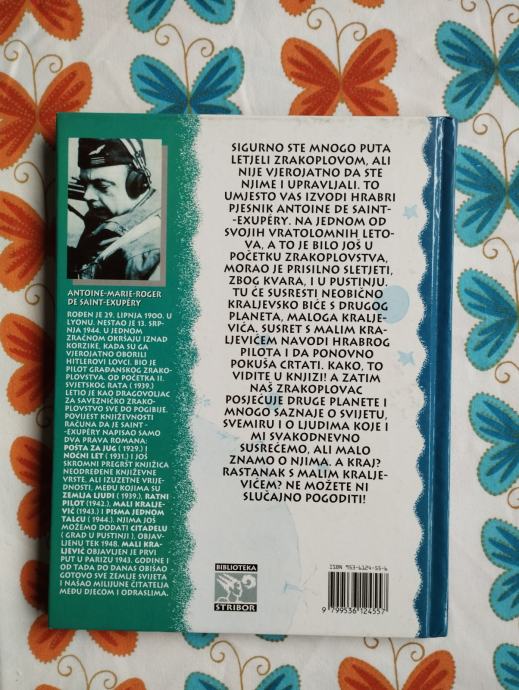 ANTOINE-MARIE-ROGER
DE SAINT-EXUPÉRY
ROĐEN JE 29. LIPNJA 1900. U
LYONU. NESTAO JE 13. SRP-
NJA 1944. U JEDNOM
ZRAČNOM OKRŠAJU IZNAD
KORZIKE, KADA SU GA
VJEROJATNO OBORILI
HITLEROVI LOVCI. BIO JE
PILOT GRAĐANSKOG ZRAKO-
PLOVSTVA. OD POČETKA II.
SVJETSKOG RATA (1939.)
LETIO JE KAO DRAGOVOLJAC
ZA SAVEZNIČKO ZRAKO-
PLOVSTVO SVE DO POGIBIJE.
POVIJEST KNJIŽEVNOSTI
RAČUNA DA JE SAINT -
-EXUPÉRY NAPISAO SAMO
DVA PRAVA ROMANA:
POŠTA ZA JUG (1929.) I
NOĆNI LET (1931.) I JOŠ
SKROMNI PREGRŠT KNJIŽICA
NEODREĐENE KNJIŽEVNE
VRSTE, ALI IZUZETNE VRIJE-
DNOSTI, MEĐU KOJIMA SU
ZEMLJA LJUDI (1939.), RATNI
PILOT (1942.), MALI KRALJE-
VIĆ (1943.) I PISMA JEDNOM
TALCU (1944.). NJIMA JOŠ
MOŽEMO DODATI CITADELU
(GRAD U PUSTINJI), OBJAV-
LJENU TEK 1948. MALI KRA-
LJEVIĆ OBJAVLJEN JE PRVI
PUT U PARIZU 1943. GODINE I
OD TADA DO DANAS OBIŠAO
GOTOVO SVE ZEMLJE SVIJETA
I NAŠAO MILIJUNE ČITATELJA
MEĐU DJECOM I ODRASLIMA.
SIGURNO STE MNOGO PUTA
LETJELI ZRAKOPLOVOM, ALI
NIJE VJEROJATNO DA STE
NJIME I UPRAVLJALI. TO
UMJESTO VAS IZVODI HRABRI
PJESNIK ANTOINE DE SAINT-
-EXUPÉRY. NA JEDNOM OD
SVOJIH VRATOLOMNIH LETO-
VA, A TO JE BILO JOŠ U
POČETKU ZRAKOPLOVSTVA,
MORAO JE PRISILNO SLETJETI,
ZBOG KVARA, I U PUSTINJU.
TU ĆE SUSRESTI NEOBIČNO
KRALJEVSKO BIĆE S DRUGOG
PLANETA, MALOGA KRALJE-
VIĆA. SUSRET S MALIM KRA-
LJEVIĆEM NAVODI HRABROG
PILOTA I DA PONOVNO
POKUŠA CRTATI. KAKO, TO
VIDITE U KNJIZI! A ZATIM
NAŠ ZRAKOPLOVAC
POSJEĆUJE DRUGE PLANETE I
MNOGO SAZNAJE O SVIJETU,
SVEMIRU I O LJUDIMA KOJE I
MI SVAKODNEVNO
SUSREĆEMO, ALI MALO
ZNAMO O NJIMA. A KRAJ?
RASTANAK S MALIM KRALJE-
VIĆEM? NE MOŽETE NI
SLUČAJNO POGODITI!
BIBLIOTEKA
STRIBOR
ISBN 953-6124-55-6
9 799536 124557